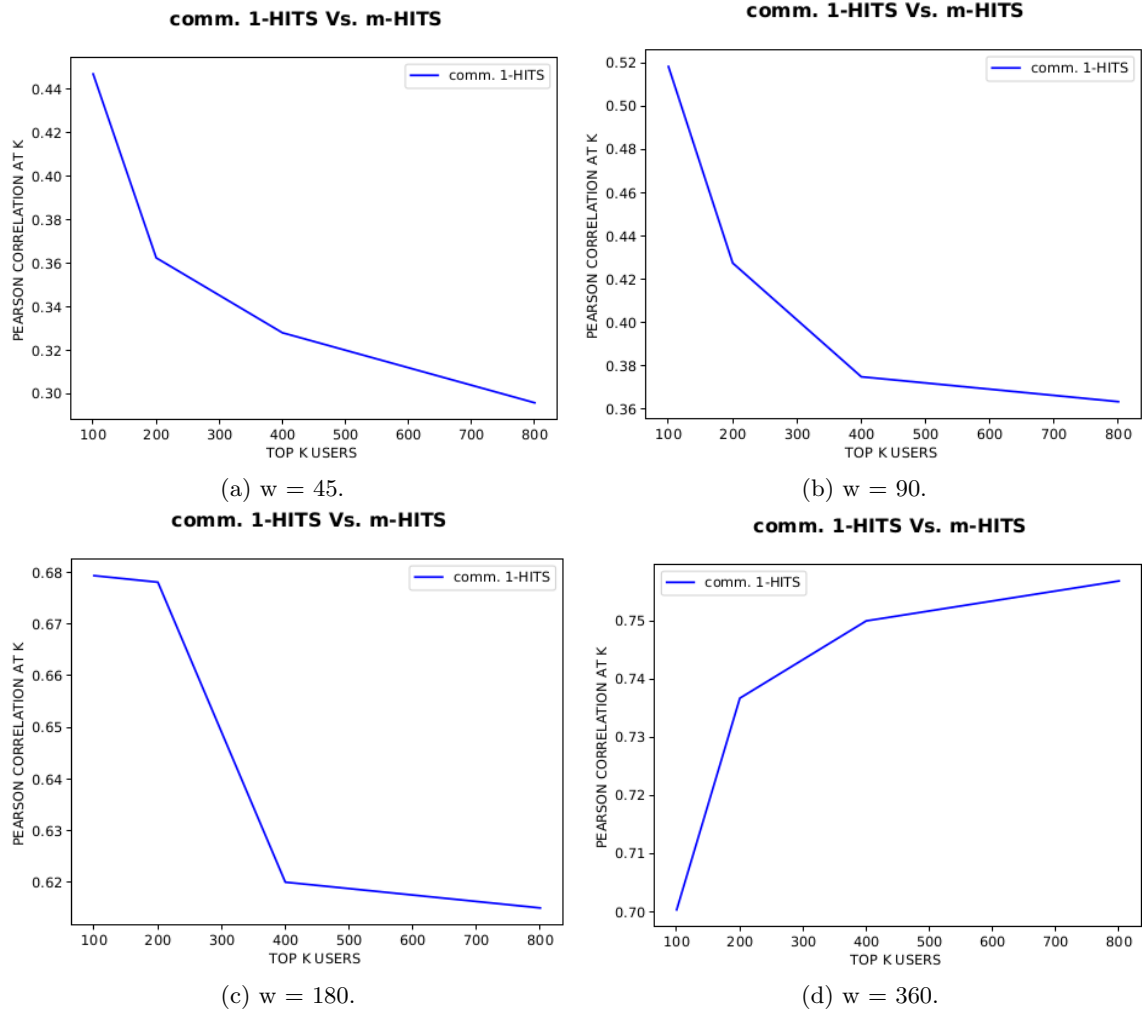 comm. 1-HITS Vs. m-HITS
comm. 1-HITS
PEARSON CORRELATION AT K
0.44
0.42
0.40
0.38
0.36
0.34
0.32
0.30
100 200 300 400 500 600 700 800
TOP K USERS
(a) w = 45.
comm. 1-HITS Vs. m-HITS
comm. 1-HITS
PEARSON CORRELATION AT K
0.52
0.50
0.48
0.46
0.44
0.42
0.40
0.38
0.36
100 200 300 400 500 600 700 800
TOP K USERS
(b) w = 90.
comm. 1-HITS Vs. m-HITS
comm. 1-HITS
PEARSON CORRELATION AT K
0.68
0.67
0.66
0.65
0.64
0.63
0.62
100 200 300 400 500 600 700 800
TOP K USERS
(c) w = 180.
comm. 1-HITS Vs. m-HITS
comm. 1-HITS
PEARSON CORRELATION AT K
0.75
0.74
0.73
0.72
0.71
0.70
100 200 300 400 500 600 700 800
TOP K USERS
(d) w = 360.